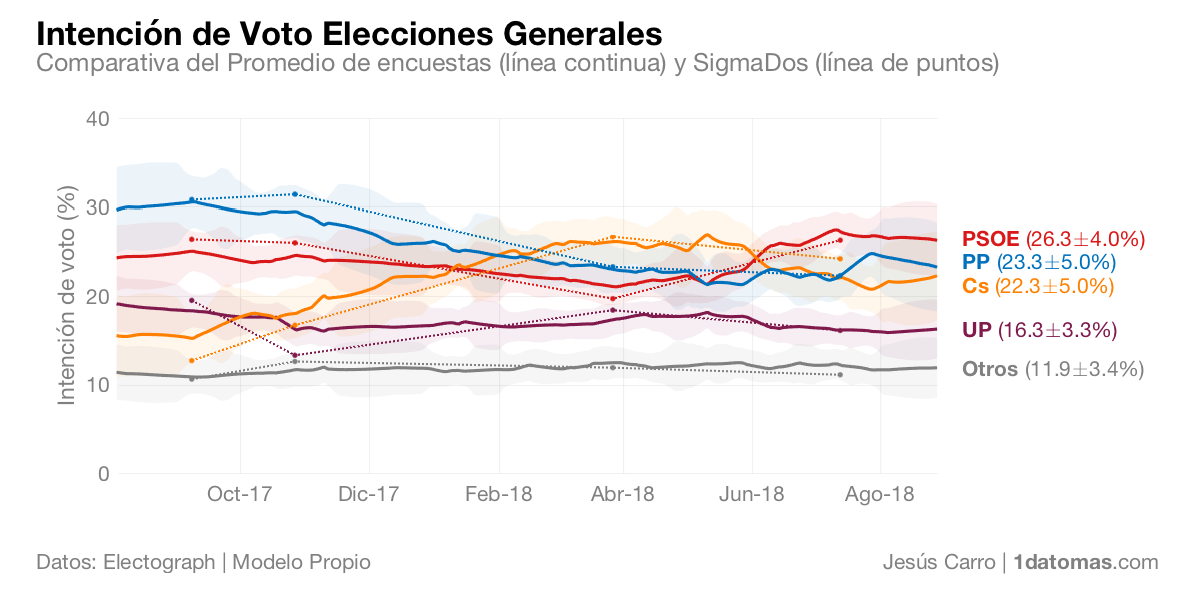 Intención de Voto Elecciones Generales
Comparativa del Promedio de encuestas (línea continua) y SigmaDos (línea de puntos)
Intención de voto (%)
40
30
20
10
0
Oct-17 Dic-17 Feb-18 Abr-18 Jun-18 Ago-18
PSOE (26.3±4.0%)
PP (23.3±5.0%)
Cs (22.3±5.0%)
UP (16.3±3.3%)
Otros (11.9±3.4%)
Datos: Electograph | Modelo Propio
Jesús Carro | 1datomas.com